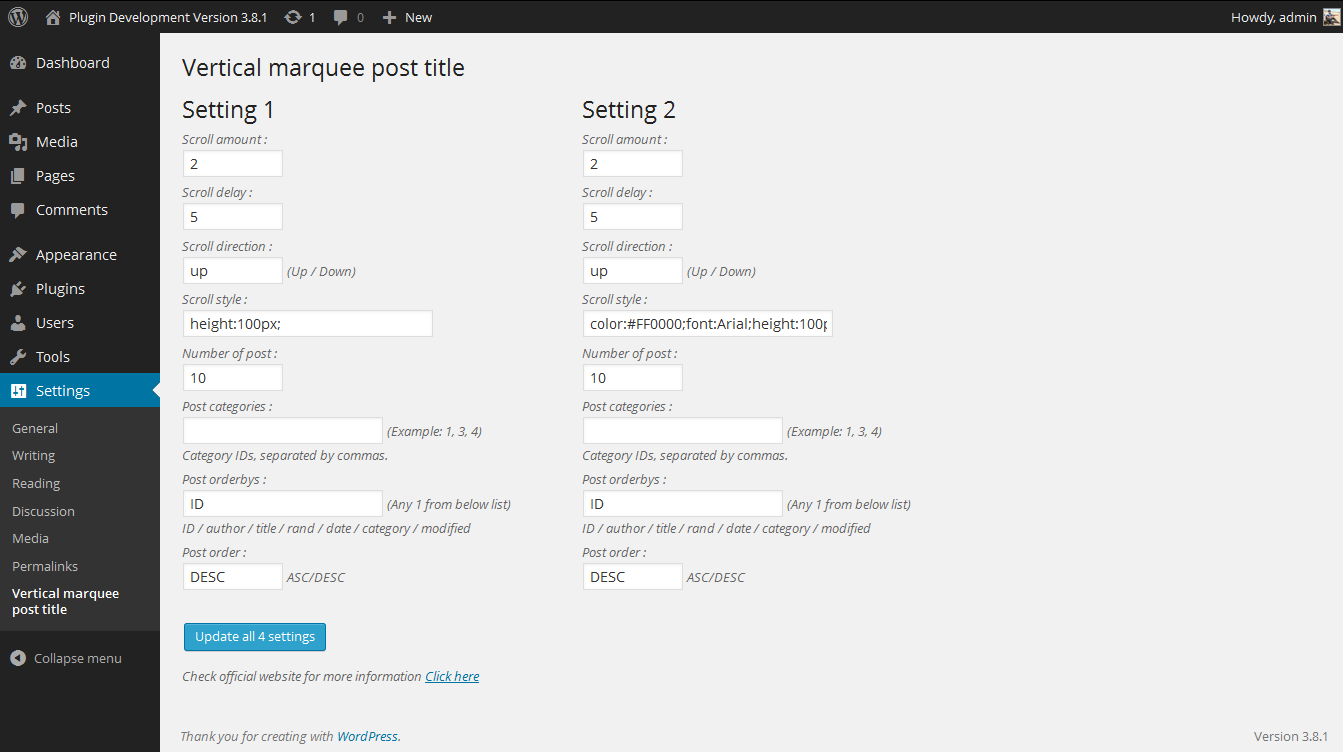 Plugin Development Version 3.8.1 1 0 New Howdy, admin
Dashboard
Posts
Media
Pages
Comments
Appearance
Plugins
Users
Tools
Settings
General
Writing
Reading
Discussion
Media
Permalinks
Vertical marquee
post title
Collapse menu
Vertical marquee post title
Setting 1
Scroll amount :
2
Scroll delay :
5
Scroll direction :
up (Up / Down)
Scroll style :
height:100px;
Number of post :
10
Post categories :
(Example: 1, 3, 4)
Category IDs, separated by commas.
Post orderbys :
ID (Any 1 from below list)
ID / author / title / rand / date / category / modified
Post order :
DESC ASC/DESC
Setting 2
Scroll amount :
2
Scroll delay :
5
Scroll direction :
up (Up / Down)
Scroll style :
color:#FF0000;font:Arial;height:100p
Number of post :
10
Post categories :
(Example: 1, 3, 4)
Category IDs, separated by commas.
Post orderbys :
ID (Any 1 from below list)
ID / author / title / rand / date / category / modified
Post order :
DESC ASC/DESC
Update all 4 settings
Check official website for more information Click here
Thank you for creating with WordPress. Version 3.8.1